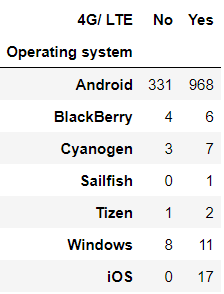 4G/ LTE No Yes
Operating system
Android 331 968
BlackBerry 4 6
Cyanogen 3 7
Sailfish 0 1
Tizen 1 2
Windows 8 11
iOS 0 17